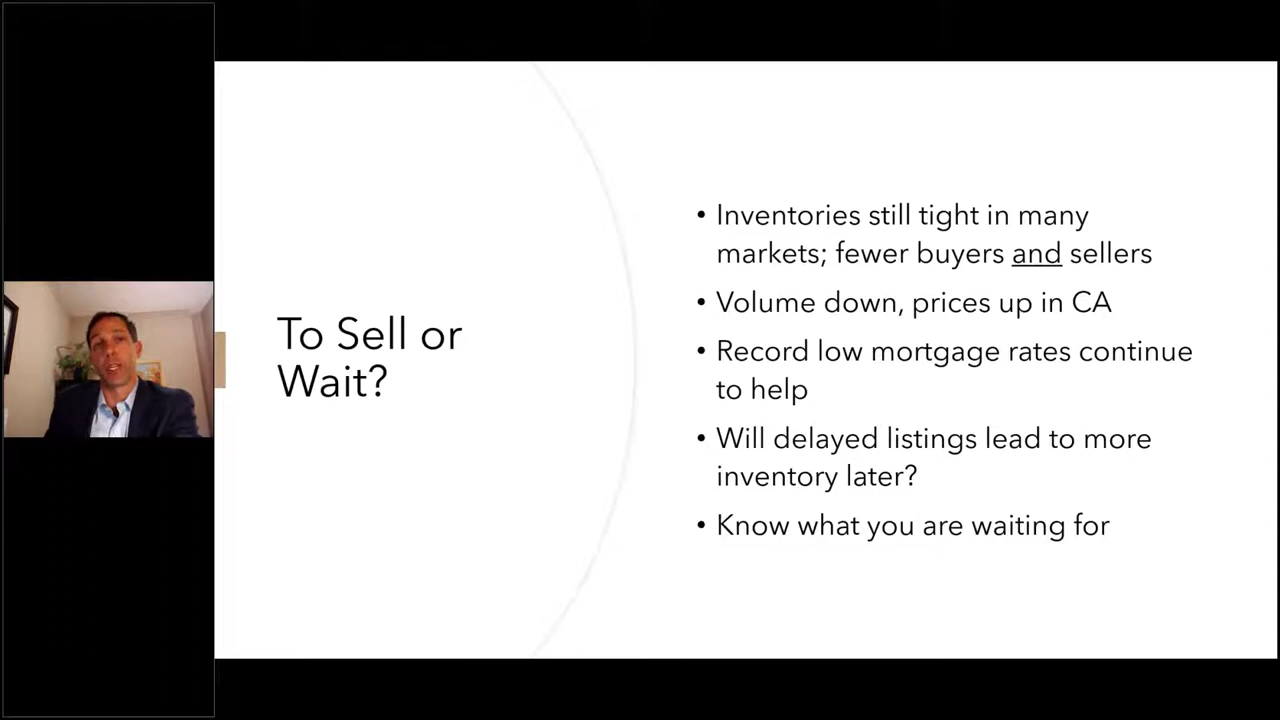 To Sell or
Wait?
• Inventories still tight in many
markets; fewer buyers and sellers
• Volume down, prices up in CA
• Record low mortgage rates continue
to help
• Will delayed listings lead to more
inventory later?
• Know what you are waiting for